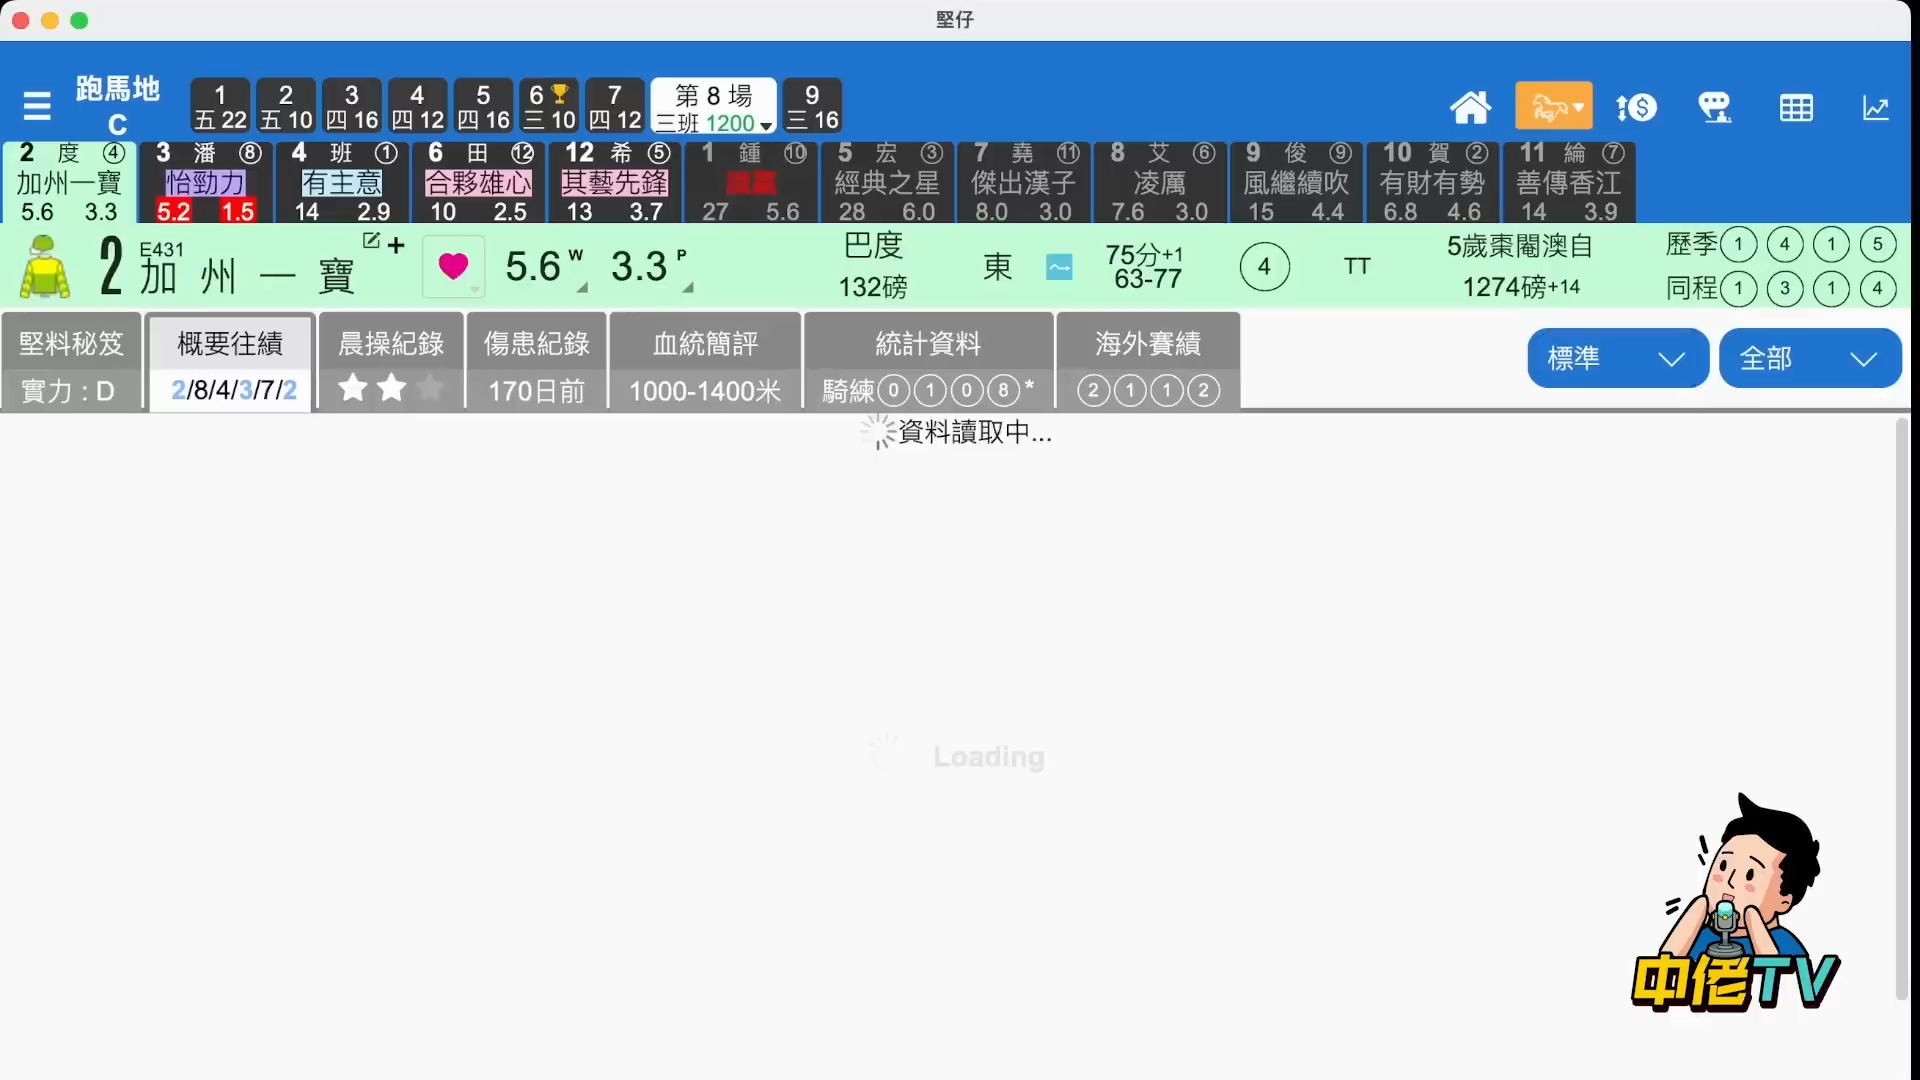 堅仔
跑馬地
C
1
五 22
2
五 10
3
四 16
4
四 12
5
四 16
6
三 10
7
四 12
第 8 場
三班 1200
9
三 16
2 度 ④
加州一寶
5.6 3.3
3 潘 ⑧
怡勁力
5.2 1.5
4 班 ①
有主意
14 2.9
6 田 ⑫
合夥雄心
10 2.5
12 希 ⑤
其藝先鋒
13 3.7
1 鍾 ⑩
27 5.6
5 宏 ③
經典之星
28 6.0
7 堯 ⑪
傑出漢子
8.0 3.0
8 艾 ⑥
凌厲
7.6 3.0
9 俊 ⑨
風繼續吹
15 4.4
10 賀 ②
有財有勢
6.8 4.6
11 綸 ⑦
善傳香江
14 3.9
2
E431
加 州 一 寶
5.6 W
3.3 P
巴度
132磅
東
75分+1
63-77
④
TT
5歲棗閹澳自
1274磅+14
歷季 ① ④ ① ⑤
同程 ① ③ ① ④
堅料秘笈
實力 : D
概要往績
2/8/4/3/7/2
晨操紀錄
傷患紀錄
170日前
血統簡評
1000-1400米
統計資料
騎練 ⓪ ① ⓪ ⑧ *
海外賽績
② ① ① ②
標準
全部
資料讀取中...
Loading
中佬TV